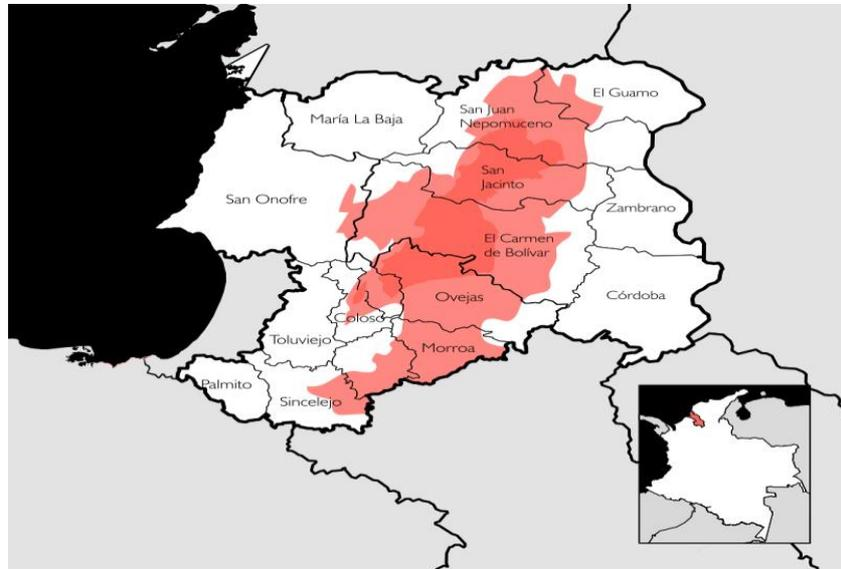 El Guamo
San Juan
Nepomuceno
María La Baja
San
Jacinto
San Onofre
Zambrano
El Carmen
de Bolívar
Ovejas
Córdoba
Coloso
Toluviejo
Morroa
Palmito
Sincelejo